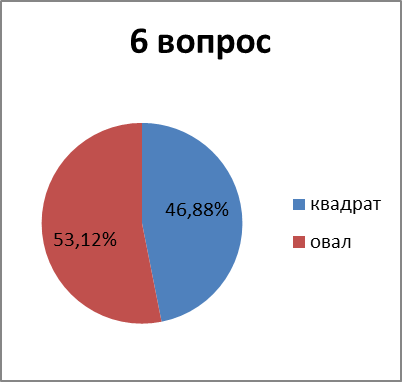 6 вопрос
46,88%
53,12%
квадрат
овал